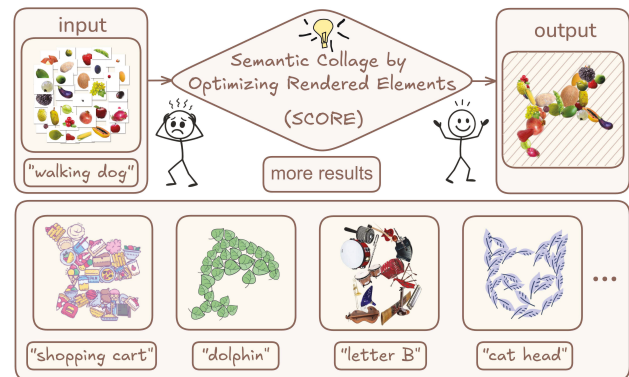 input
"walking dog"
Semantic Collage by
Optimizing Rendered Elements
(SCORE)
output
more results
"shopping cart"
"dolphin"
"letter B"
"cat head"
...